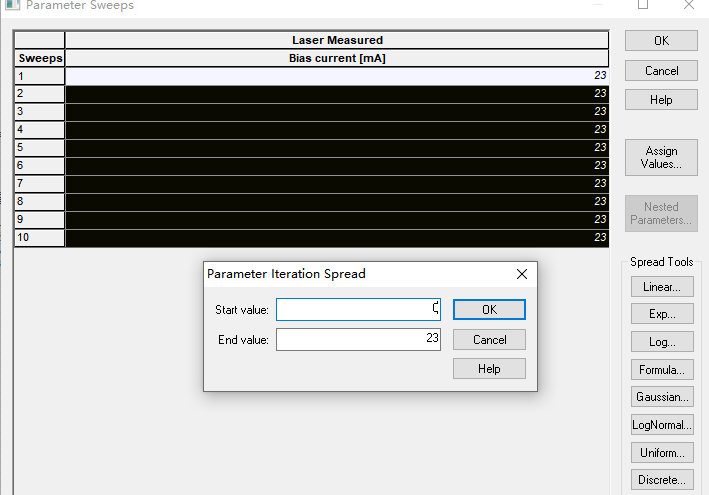 Parameter Sweeps
Laser Measured
Sweeps Bias current [mA]
1 23
2 23
3 23
4 23
5 23
6 23
7 23
8 23
9 23
10 23
OK
Cancel
Help
Assign
Values...
Nested
Parameters...
Spread Tools
Linear...
Exp...
Log...
Formula...
Gaussian...
LogNormal...
Uniform...
Discrete...
Parameter Iteration Spread
Start value:
OK
End value: 23
Cancel
Help